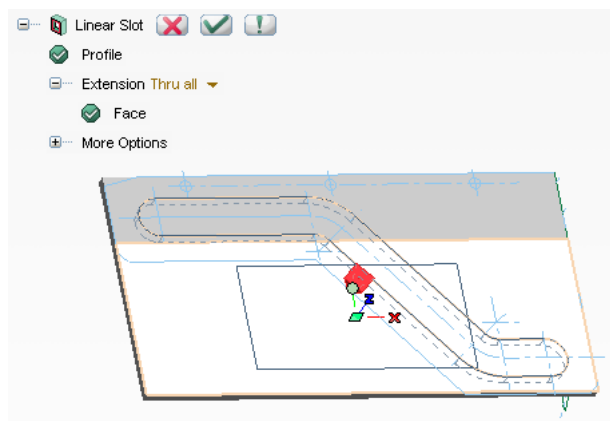 Linear Slot
Profile
Extension Thru all
Face
More Options
Z
X